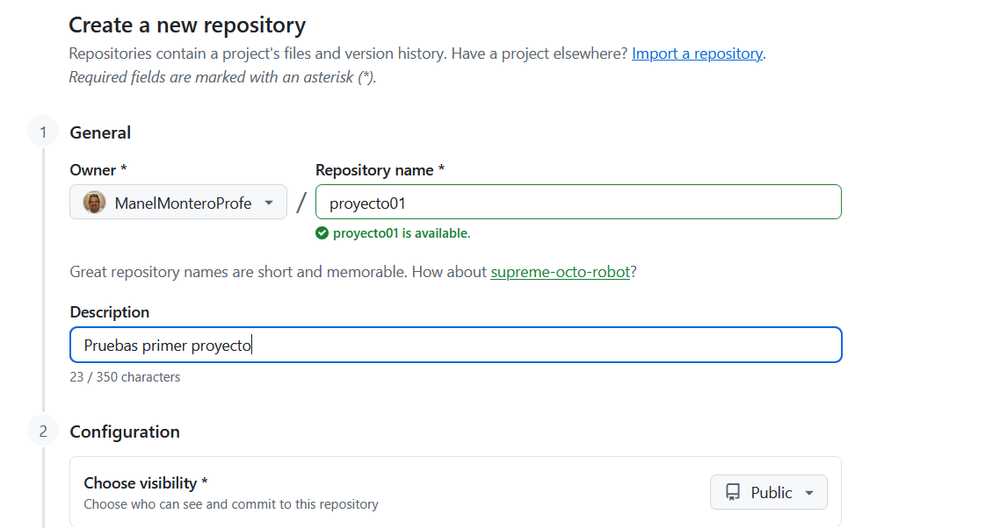 Create a new repository
Repositories contain a project's files and version history. Have a project elsewhere? Import a repository.
Required fields are marked with an asterisk (*).
1 General
Owner * Repository name *
ManelMonteroProfe / proyecto01
proyecto01 is available.
Great repository names are short and memorable. How about supreme-octo-robot?
Description
Pruebas primer proyecto
23 / 350 characters
2 Configuration
Choose visibility * Public
Choose who can see and commit to this repository